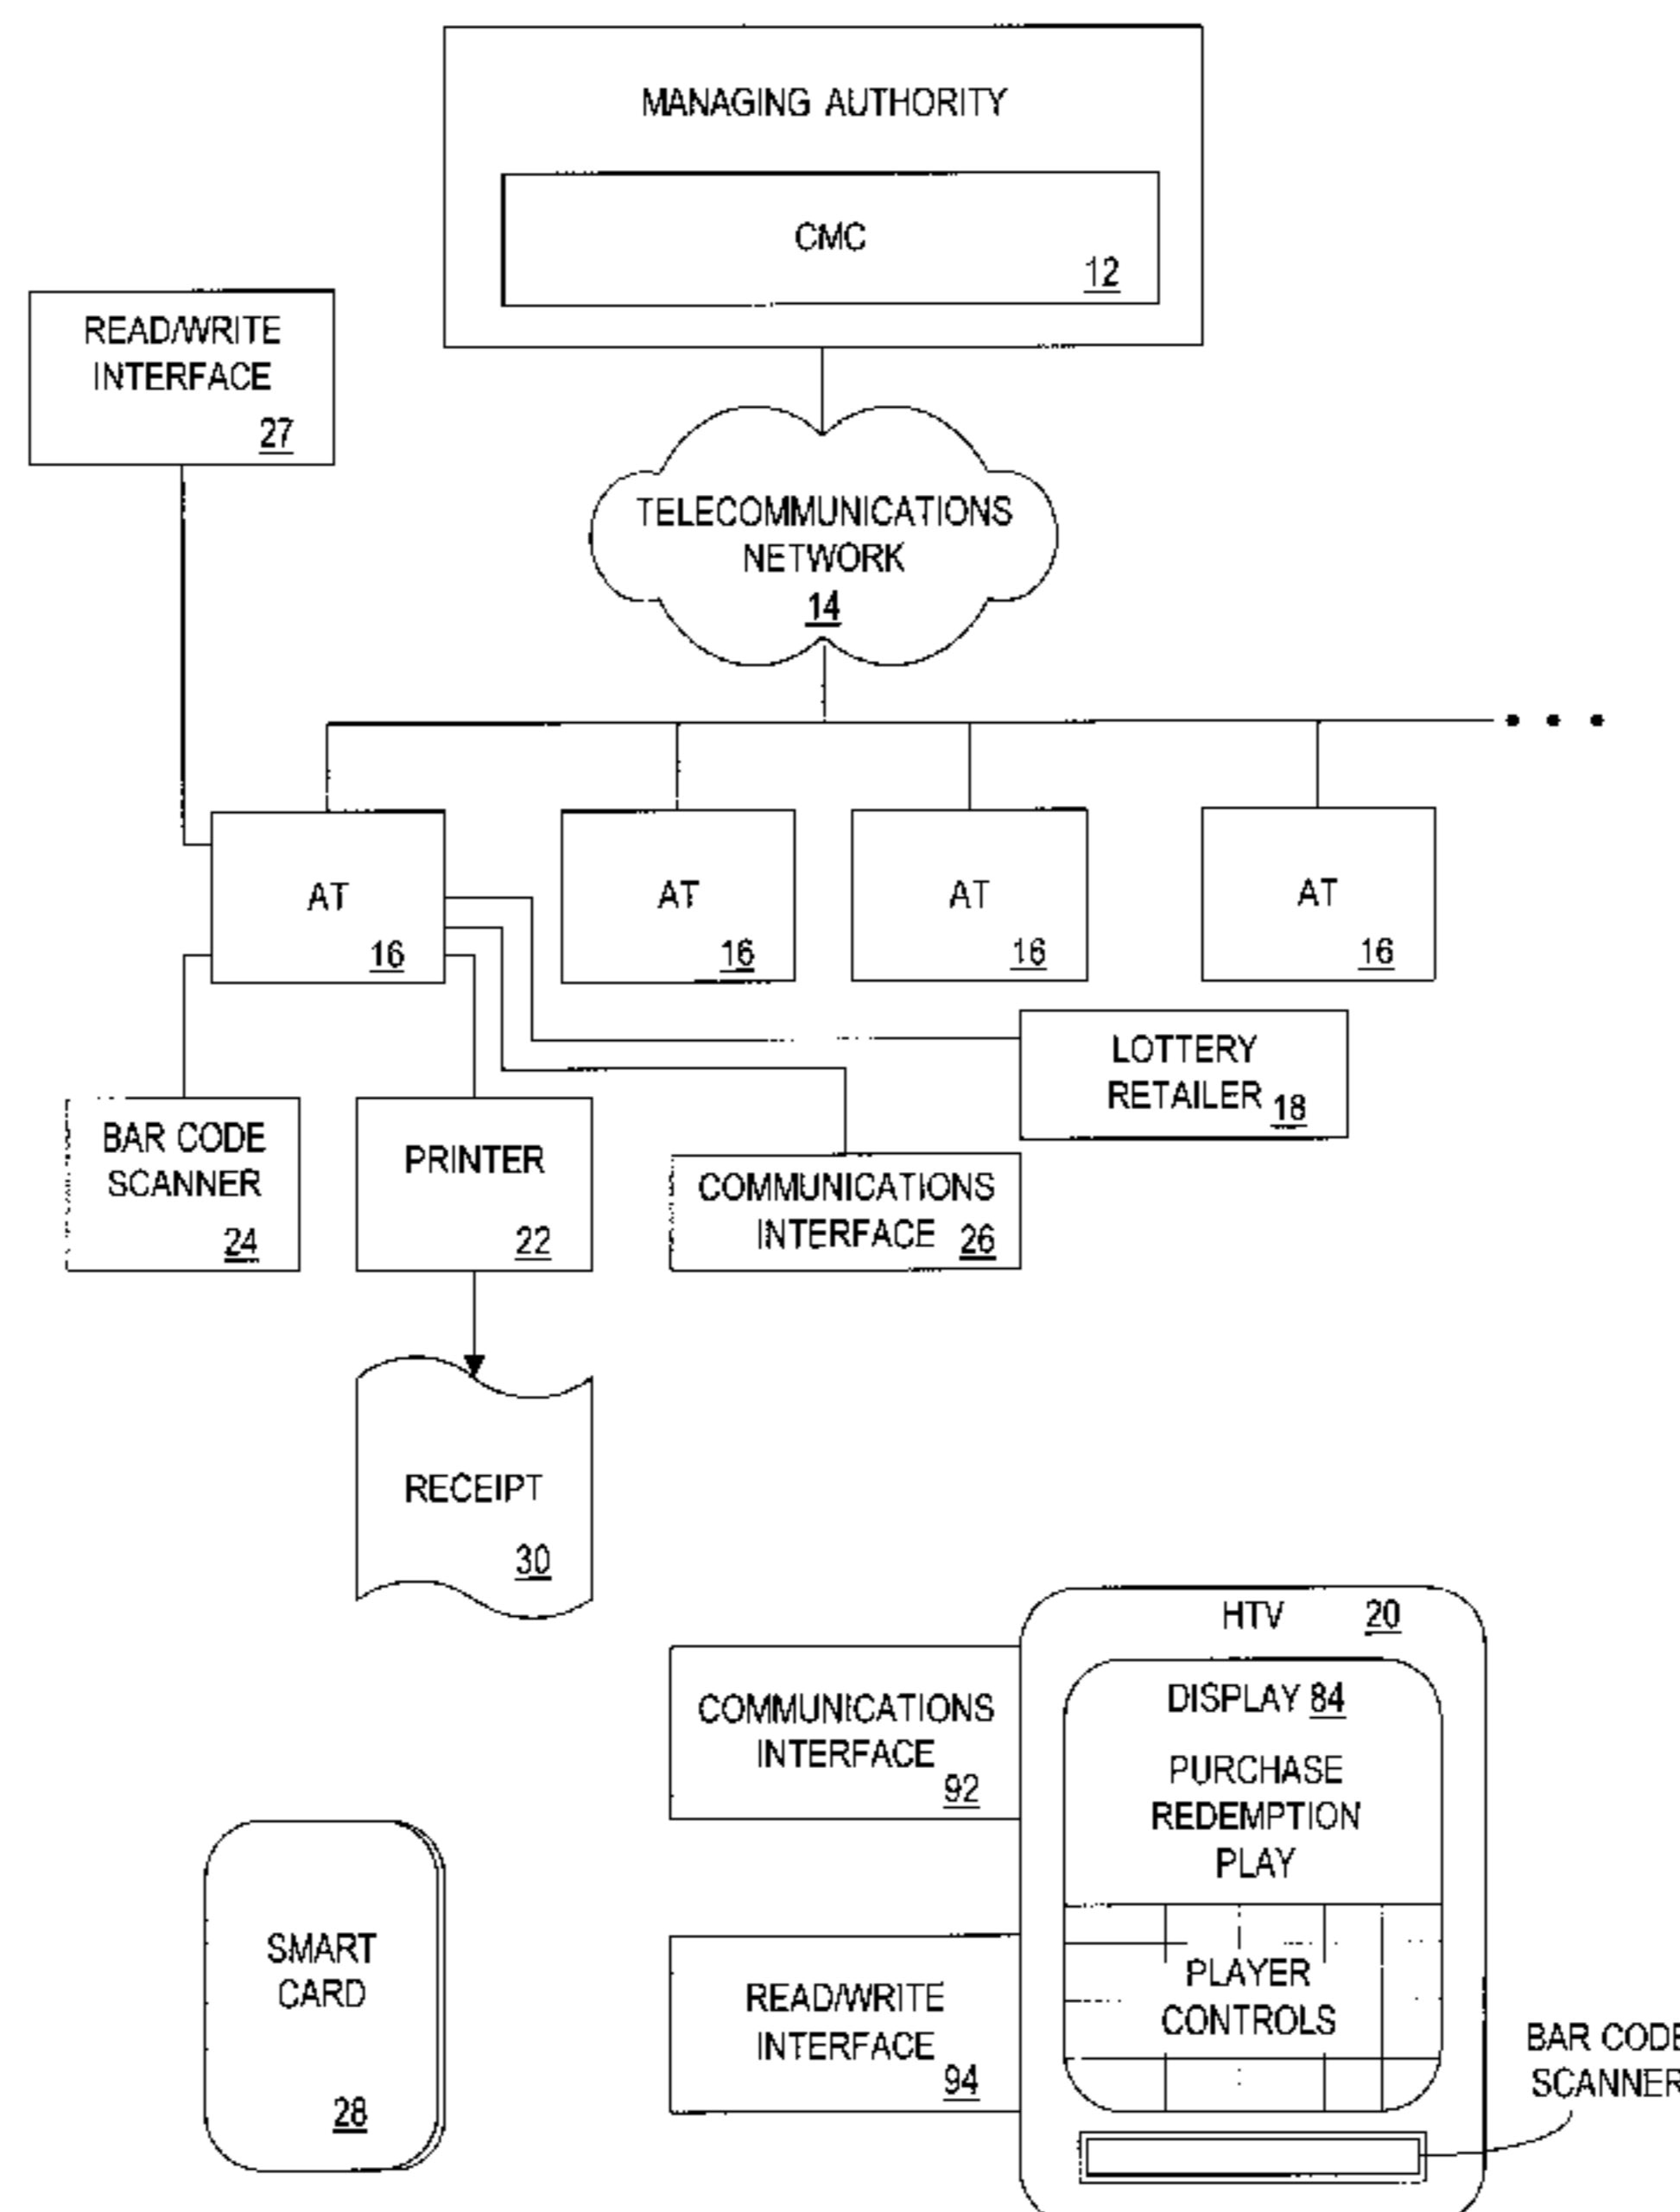 MANAGING AUTHORITY
CMC
12
READ/WRITE
INTERFACE
27
TELECOMMUNICATIONS
NETWORK
14
AT
16
AT
16
AT
16
AT
16
LOTTERY
RETAILER 18
BAR CODE
SCANNER
24
PRINTER
22
COMMUNICATIONS
INTERFACE 26
RECEIPT
30
HTV 20
DISPLAY 84
PURCHASE
REDEMPTION
PLAY
COMMUNICATIONS
INTERFACE
92
SMART
CARD
28
READ/WRITE
INTERFACE
94
PLAYER
CONTROLS
BAR CODE
SCANNER